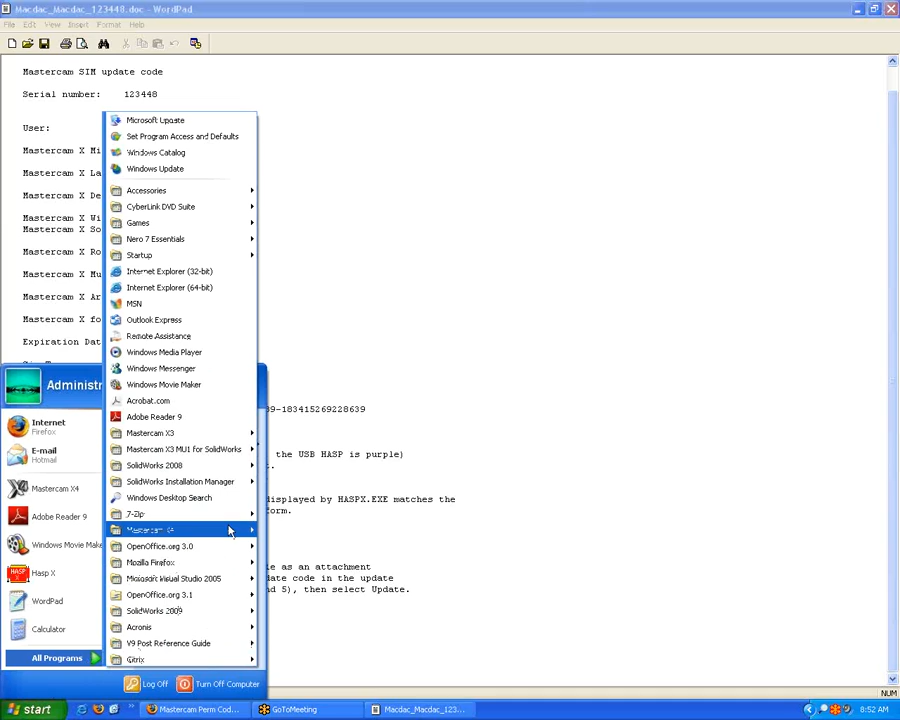 Macdac_Macdac_123448.doc - WordPad
File Edit View Insert Format Help
Mastercam SIM update code
Serial number: 123448
User:
Mastercam X Mi
Mastercam X La
Mastercam X De
Mastercam X Wi
Mastercam X So
Mastercam X Ro
Mastercam X Mu
Mastercam X Ar
Mastercam X fo
Expiration Dat
39-183415269228639
the USB HASP is purple)
t.
displayed by HASPX.EXE matches the
form.
le as an attachment
date code in the update
nd 5), then select Update.
Microsoft Update
Set Program Access and Defaults
Windows Catalog
Windows Update
Accessories
CyberLink DVD Suite
Games
Nero 7 Essentials
Startup
Internet Explorer (32-bit)
Internet Explorer (64-bit)
MSN
Outlook Express
Remote Assistance
Windows Media Player
Windows Messenger
Windows Movie Maker
Acrobat.com
Adobe Reader 9
Mastercam X3
Mastercam X3 MU1 for SolidWorks
SolidWorks 2008
SolidWorks Installation Manager
Windows Desktop Search
7-Zip
Mastercam X4
OpenOffice.org 3.0
Mozilla Firefox
Microsoft Visual Studio 2005
OpenOffice.org 3.1
SolidWorks 2009
Acronis
V9 Post Reference Guide
Citrix
Administr
Internet
Firefox
E-mail
Hotmail
Mastercam X4
Adobe Reader 9
Windows Movie Make
Hasp X
WordPad
Calculator
All Programs
Log Off
Turn Off Computer
NUM
start
Mastercam Perm Cod...
GoToMeeting
Macdac_Macdac_123...
8:52 AM